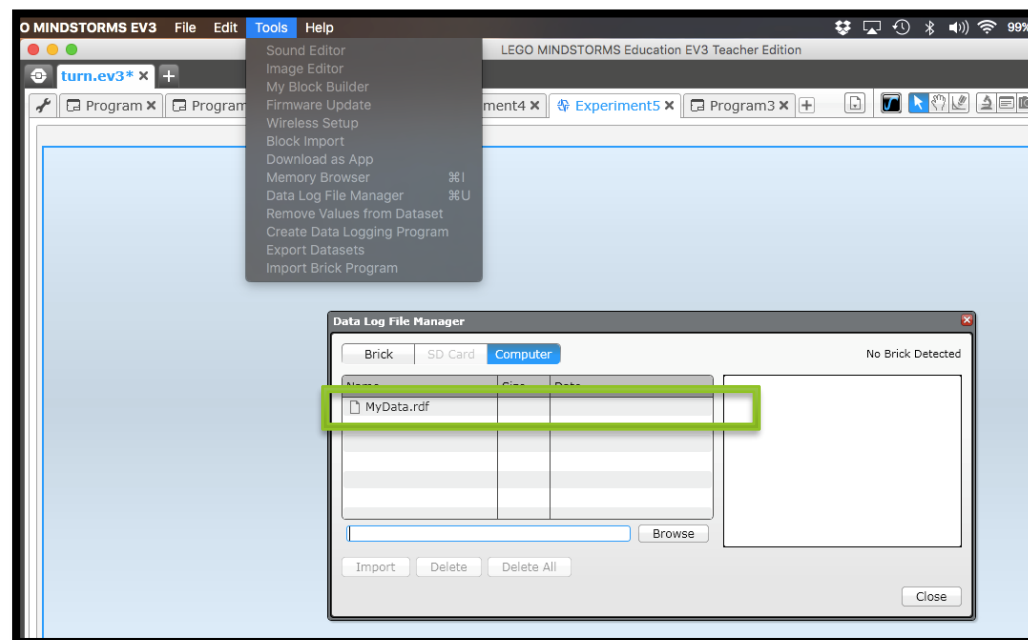 O MINDSTORMS EV3 File Edit Tools Help 99%
LEGO MINDSTORMS Education EV3 Teacher Edition
turn.ev3* × +
Program × Program ment4 × Experiment5 × Program3 × +
Sound Editor
Image Editor
My Block Builder
Firmware Update
Wireless Setup
Block Import
Download as App
Memory Browser ⌘I
Data Log File Manager ⌘U
Remove Values from Dataset
Create Data Logging Program
Export Datasets
Import Brick Program
Data Log File Manager
Brick SD Card Computer No Brick Detected
Name Size Date
MyData.rdf
Browse
Import Delete Delete All
Close